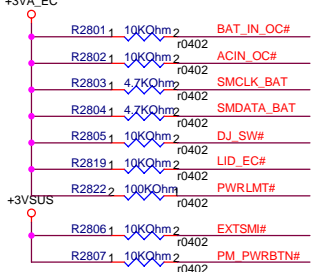 +3VA_EC
R2801 1 10KOhm 2 BAT_IN_OC#
r0402
R2802 1 10KOhm 2 ACIN_OC#
r0402
R2803 1 4.7KOhm 2 SMCLK_BAT
r0402
R2804 1 4.7KOhm 2 SMDATA_BAT
r0402
R2805 1 10KOhm 2 DJ_SW#
r0402
R2819 1 10KOhm 2 LID_EC#
r0402
R2822 2 100KOhm 1 PWRLMT#
r0402
+3VSUS
R2806 1 10KOhm 2 EXTSMI#
r0402
R2807 1 10KOhm 2 PM_PWRBTN#
r0402